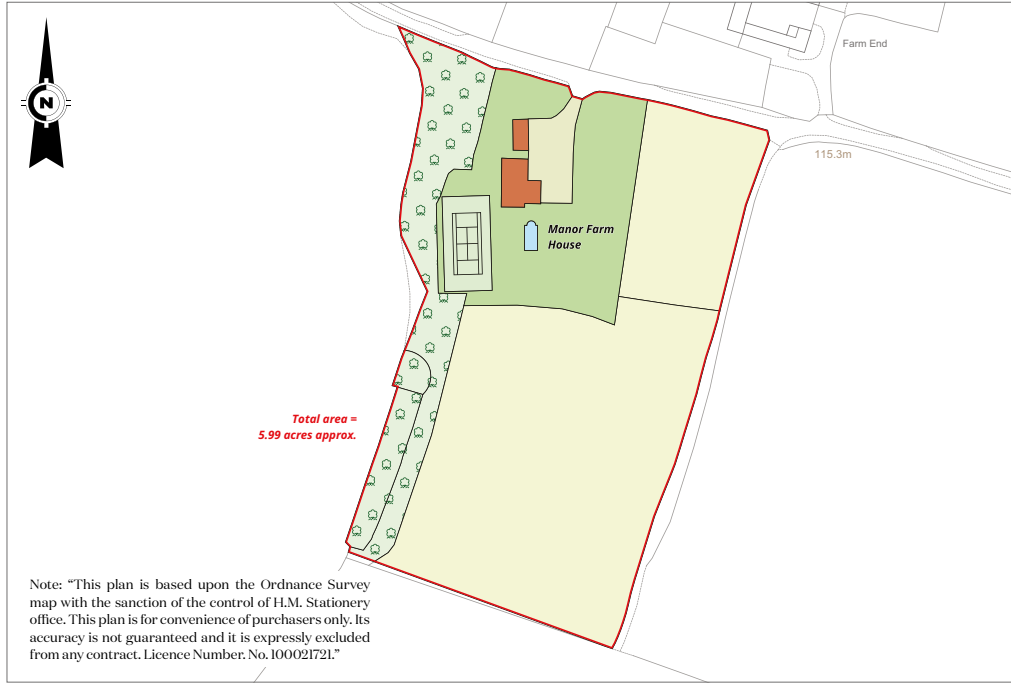 N
Farm End
115.3m
Manor Farm
House
Total area =
5.99 acres approx.
Note: “This plan is based upon the Ordnance Survey
map with the sanction of the control of H.M. Stationery
office. This plan is for convenience of purchasers only. Its
accuracy is not guaranteed and it is expressly excluded
from any contract. Licence Number. No. 100021721.”